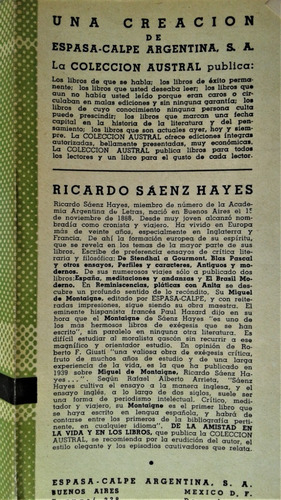 UNA CREACION
DE
ESPASA-CALPE ARGENTINA, S. A.
La COLECCION AUSTRAL publica:
Los libros de que se habla; los libros de éxito perma-
nente; los libros que usted deseaba leer; los libros que
aun no había usted leído porque eran caros o cir-
culaban en malas ediciones y sin ninguna garantía; los
libros de cuyo conocimiento ninguna persona culta
puede prescindir; los libros que marcan una fecha
capital en la historia de la literatura y del pen-
samiento; los libros que son actuales ayer, hoy y siem-
pre. La COLECCION AUSTRAL ofrece ediciones íntegras
autorizadas, bellamente presentadas, muy económicas.
La COLECCION AUSTRAL publica libros para todos
los lectores y un libro para el gusto de cada lector.
RICARDO SÁENZ HAYES
Ricardo Sáenz Hayes, miembro de número de la Acade-
mia Argentina de Letras, nació en Buenos Aires el 1º
de noviembre de 1888. Desde muy joven alcanzó nom-
bradía como cronista y viajero. Ha vivido en Europa
más de veinte años, especialmente en Inglaterra y
Francia. De ahí la formación europea de su espíritu,
que se revela en los temas de la mayor parte de sus
libros. Escribe de preferencia ensayos de crítica lite-
raria y filosófica: De Stendhal a Gourmont, Blas Pascal
y otros ensayos, Perfiles y caracteres, Antiguos y mo-
dernos. De sus numerosos viajes sólo a publicado dos
libros: España, meditaciones y andanzas y El Brasil Mo-
derno. En Reminiscencias, pláticas con Anita so des-
cubre un profundo sentido de lo recóndito. Su Miguel
de Montaigne, editado por ESPASA-CALPE, y con reite-
radas impresiones, sigue siendo su obra maestra. El
eminente hispanista francés Paul Hazard dijo en su
hora que el Montaigne de Sáenz Hayes "es uno de
los más hermosos libros de exégesis que se han
escrito", sin paralelo en ninguna otra literatura. Es
difícil estudiar al moralista gascón sin recurrir a ese
magnífico y orientador estudio. En opinión de Ro-
berto F. Giusti "una valiosa obra de exégesis crítica,
fruto de muchos años de estudio y de una larga
experiencia de la vida, es la que ha publicado en
1939 sobre Miguel de Montaigne, Ricardo Sáenz Ha-
yes...". Según Rafael Alberto Arrieta, "Sáenz
Hayes cultiva el ensayo a la manera inglesa, y el
ensayo inglés, a lo largo de dos siglos, suele ser
una forma de periodismo intelectual. Crítico, medi-
tador y viajero, su Montaigne es el primer libro que
se haya escrito en lengua española, y habrá de
contarse entre los primeros de la bibliografía perti-
nente, en cualquier idioma". DE LA AMISTAD EN
LA VIDA Y EN LOS LIBROS, que publica la COLECCION
AUSTRAL, se recomienda por la erudición del autor, el
estilo elegante y los episodios cautivantes que relata.
ESPASA-CALPE ARGENTINA, S. A.
BUENOS AIRES MEXICO D. F.